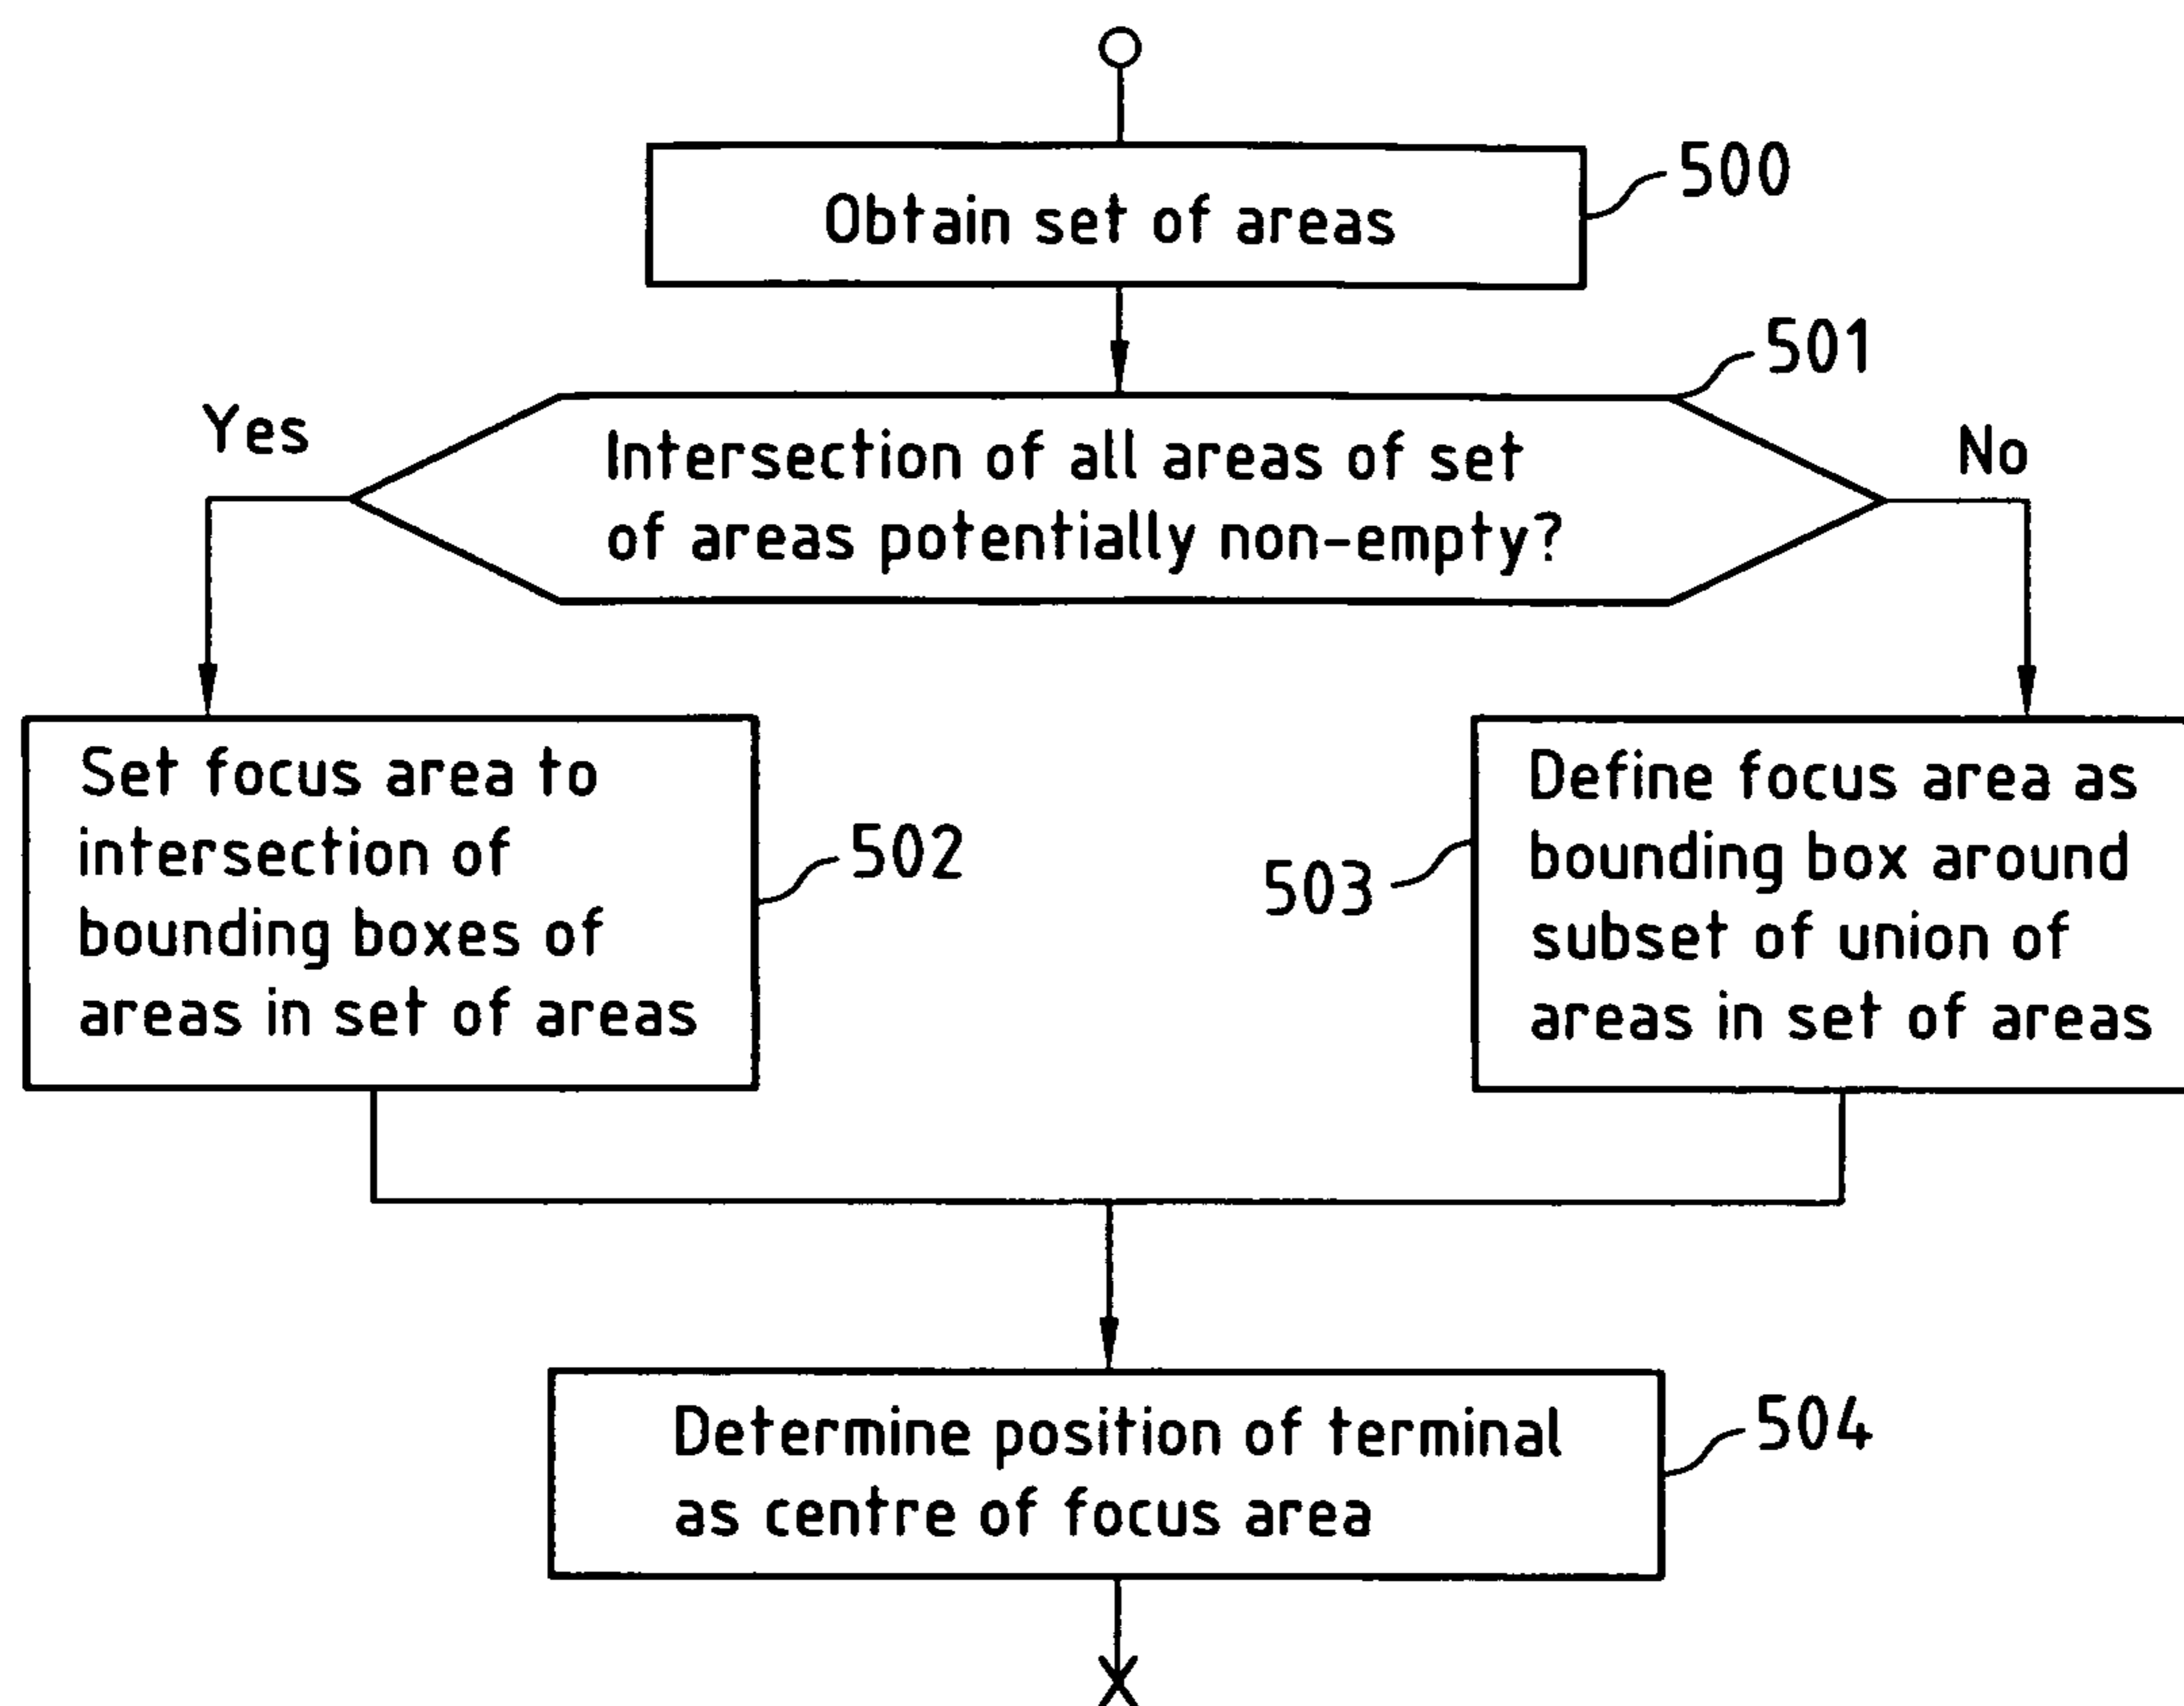 Obtain set of areas
500
501
Yes
Intersection of all areas of set
of areas potentially non-empty?
No
Set focus area to
intersection of
bounding boxes of
areas in set of areas
502
503
Define focus area as
bounding box around
subset of union of
areas in set of areas
Determine position of terminal
as centre of focus area
504